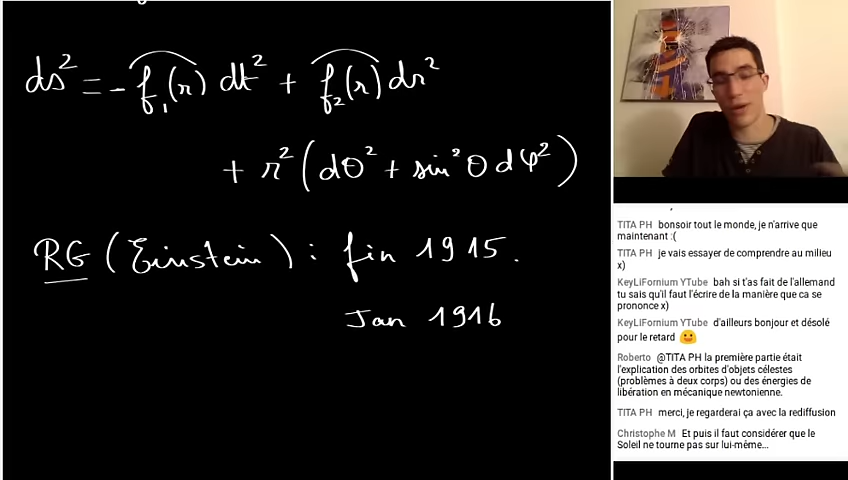 ds² = -f₁(r) dt² + f₂(r) dr²
+ r² (dθ² + sin²θ dφ²)
RG (Einstein) : fin 1915.
Jan 1916
TITA PH bonsoir tout le monde, je n'arrive que
maintenant :(
TITA PH je vais essayer de comprendre au milieu
x)
KeyLiFornium YTube bah si t'as fait de l'allemand
tu sais qu'il faut l'écrire de la manière que ca se
prononce x)
KeyLiFornium YTube d'ailleurs bonjour et désolé
pour le retard 😀
Roberto @TITA PH la première partie était
l'explication des orbites d'objets célestes
(problèmes à deux corps) ou des énergies de
libération en mécanique newtonienne.
TITA PH merci, je regarderai ça avec la rediffusion
Christophe M Et puis il faut considérer que le
Soleil ne tourne pas sur lui-même...